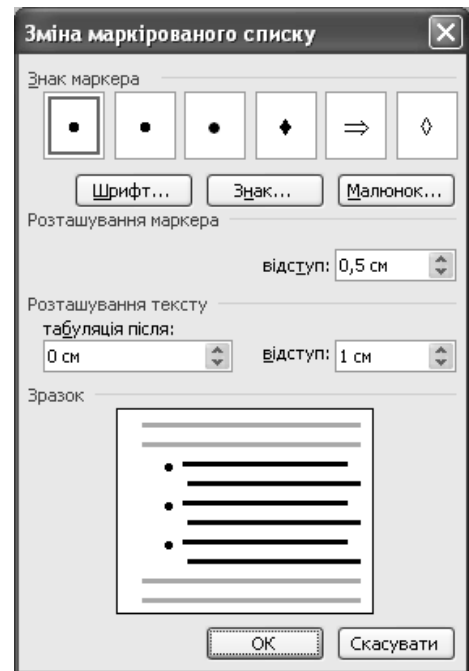 Зміна маркірованого списку
Знак маркера
Шрифт... Знак... Малюнок...
Розташування маркера
відступ: 0,5 см
Розташування тексту
табуляція після:
0 см відступ: 1 см
Зразок
ОК Скасувати